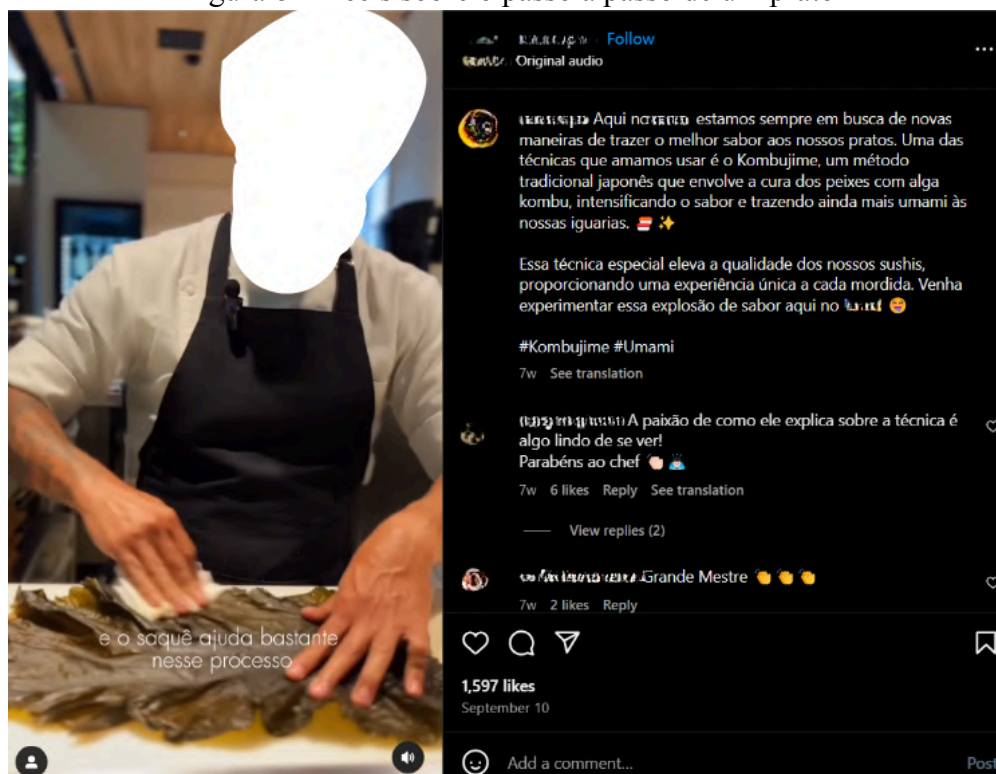 Follow
Original audio
Aqui no estamos sempre em busca de novas
maneiras de trazer o melhor sabor aos nossos pratos. Uma das
técnicas que amamos usar é o Kombujime, um método
tradicional japonês que envolve a cura dos peixes com alga
kombu, intensificando o sabor e trazendo ainda mais umami às
nossas iguarias. 🍣 ✨
Essa técnica especial eleva a qualidade dos nossos sushis,
proporcionando uma experiência única a cada mordida. Venha
experimentar essa explosão de sabor aqui no
#Kombujime #Umami
7w See translation
A paixão de como ele explica sobre a técnica é
algo lindo de se ver!
Parabéns ao chef
7w 6 likes Reply See translation
View replies (2)
Grande Mestre 👏 👏 👏
7w 2 likes Reply
e o saquê ajuda bastante
nesse processo
1,597 likes
September 10
Add a comment...
Post